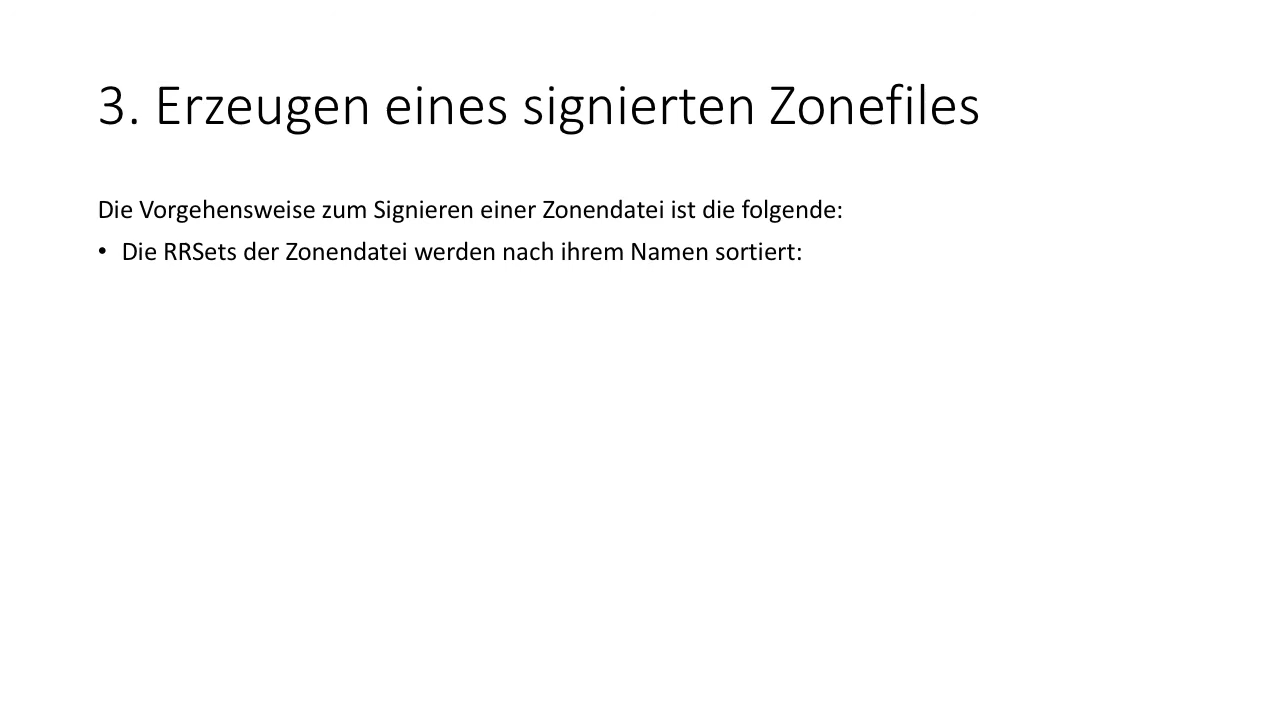 3. Erzeugen eines signierten Zonefiles
Die Vorgehensweise zum Signieren einer Zonendatei ist die folgende:
• Die RRSets der Zonendatei werden nach ihrem Namen sortiert: